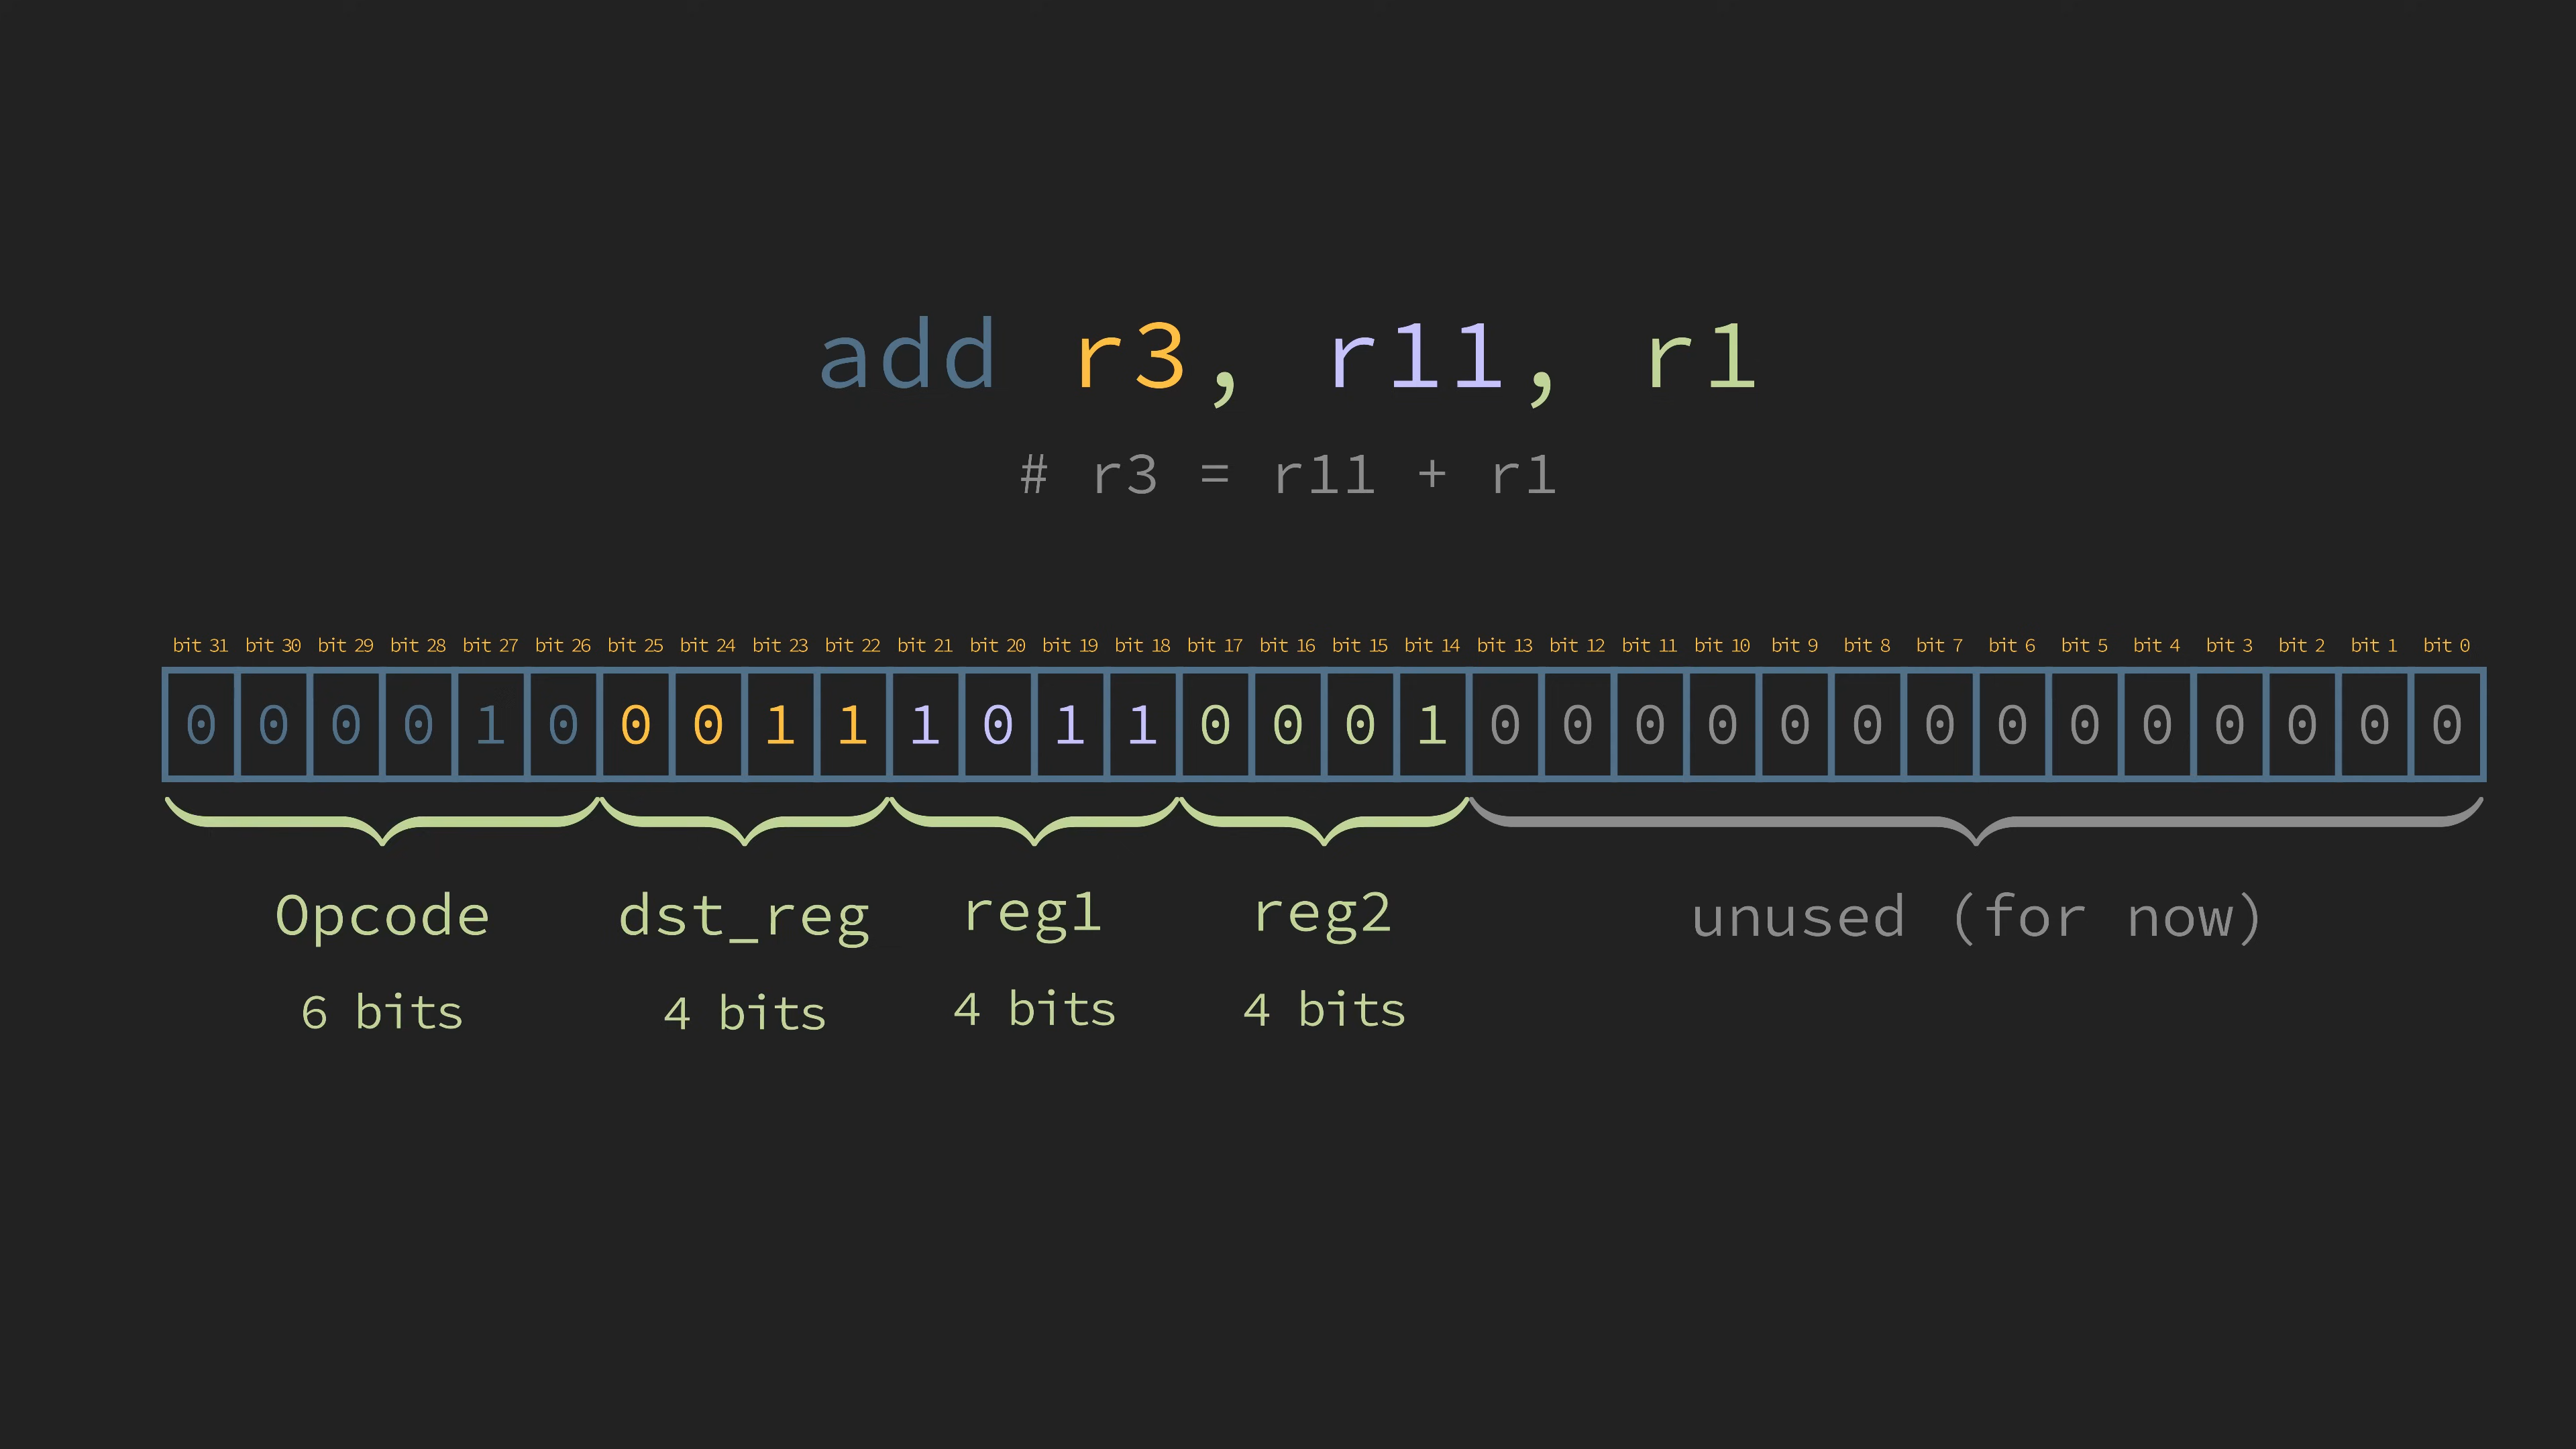 add r3, r11, r1
# r3 = r11 + r1
bit 31 bit 30 bit 29 bit 28 bit 27 bit 26 bit 25 bit 24 bit 23 bit 22 bit 21 bit 20 bit 19 bit 18 bit 17 bit 16 bit 15 bit 14 bit 13 bit 12 bit 11 bit 10 bit 9 bit 8 bit 7 bit 6 bit 5 bit 4 bit 3 bit 2 bit 1 bit 0
0 0 0 0 1 0 0 0 1 1 1 0 1 1 0 0 0 1 0 0 0 0 0 0 0 0 0 0 0 0 0 0
Opcode dst_reg reg1 reg2 unused (for now)
6 bits 4 bits 4 bits 4 bits